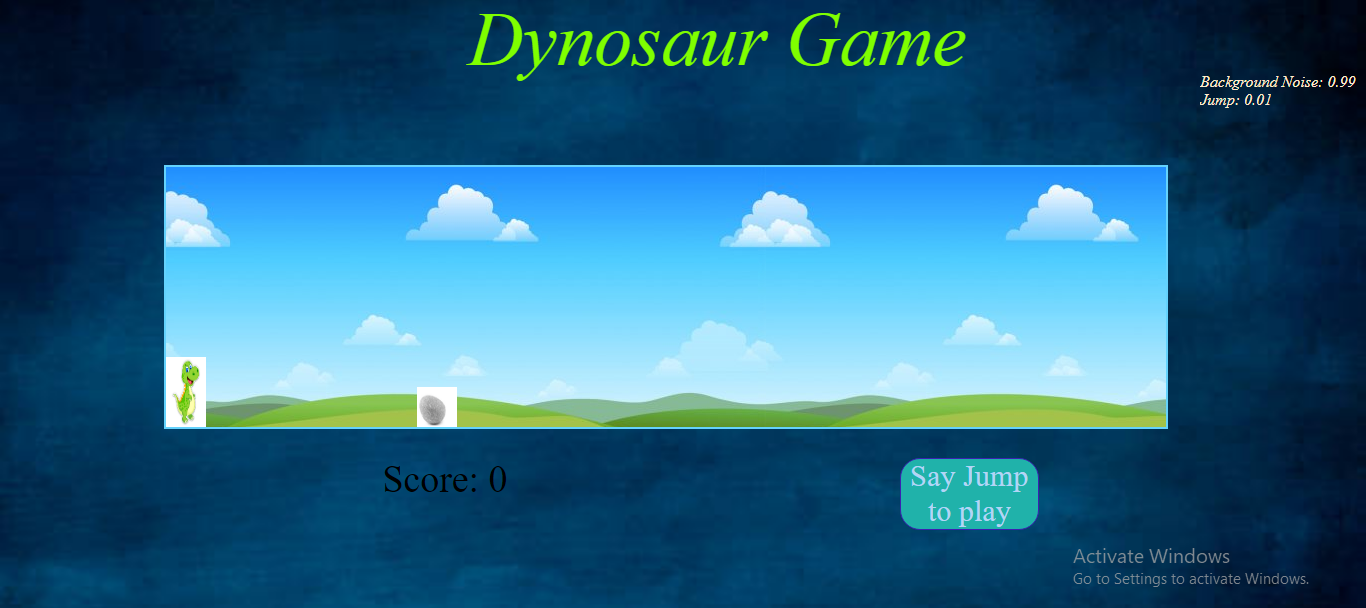 Dynosaur Game
Background Noise: 0.99
Jump: 0.01
Score: 0
Say Jump
to play
Activate Windows
Go to Settings to activate Windows.